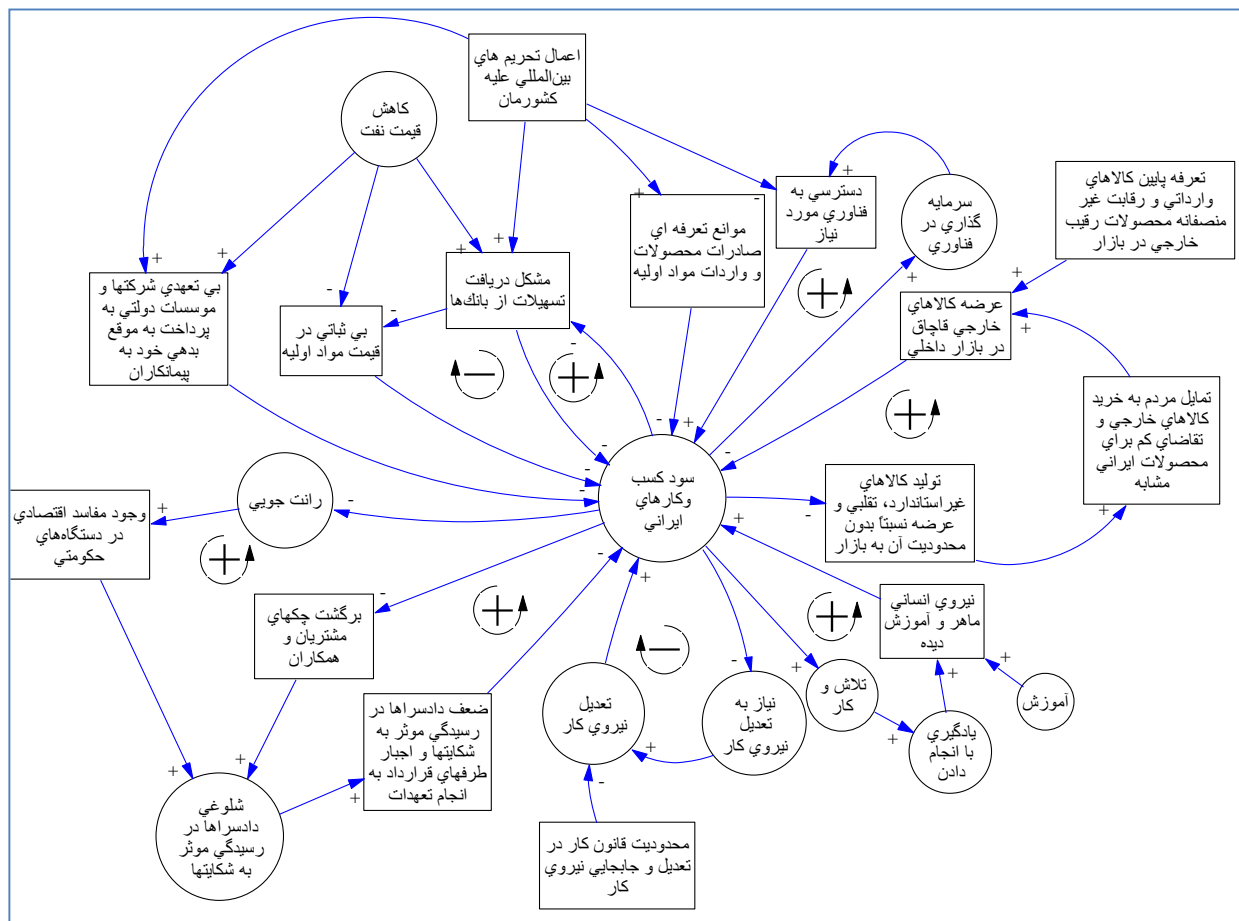 اعمال تحريم هاي
بين‌المللي عليه
كشورمان
كاهش
قيمت نفت
تعرفه پايين كالاهاي
وارداتي و رقابت غير
منصفانه محصولات رقيب
خارجي در بازار
سرمايه
گذاري در
فناوري
دسترسي به
فناوري مورد
نياز
موانع تعرفه اي
صادرات محصولات
و واردات مواد اوليه
مشكل دريافت
تسهيلات از بانك‌ها
بي ثباتي در
قيمت مواد اوليه
بي تعهدي شركتها و
موسسات دولتي به
پرداخت به موقع
بدهي خود به
پيمانكاران
عرضه كالاهاي
خارجي قاچاق
در بازار داخلي
تمايل مردم به خريد
كالاهاي خارجي و
تقاضاي كم براي
محصولات ايراني
مشابه
سود كسب
وكارهاي
ايراني
توليد كالاهاي
غيراستاندارد، تقلبي و
عرضه نسبتاً بدون
محدوديت آن به بازار
رانت جويي
وجود مفاسد اقتصادي
در دستگاه‌هاي
حكومتي
برگشت چكهاي
مشتريان و
همكاران
نيروي انساني
ماهر و آموزش
ديده
آموزش
يادگيري
با انجام
دادن
تلاش و
كار
نياز به
تعديل
نيروي كار
تعديل
نيروي كار
ضعف دادسراها در
رسيدگي موثر به
شكايتها و اجبار
طرفهاي قرارداد به
انجام تعهدات
شلوغي
دادسراها در
رسيدگي موثر
به شكايتها
محدوديت قانون كار در
تعديل و جابجايي نيروي
كار